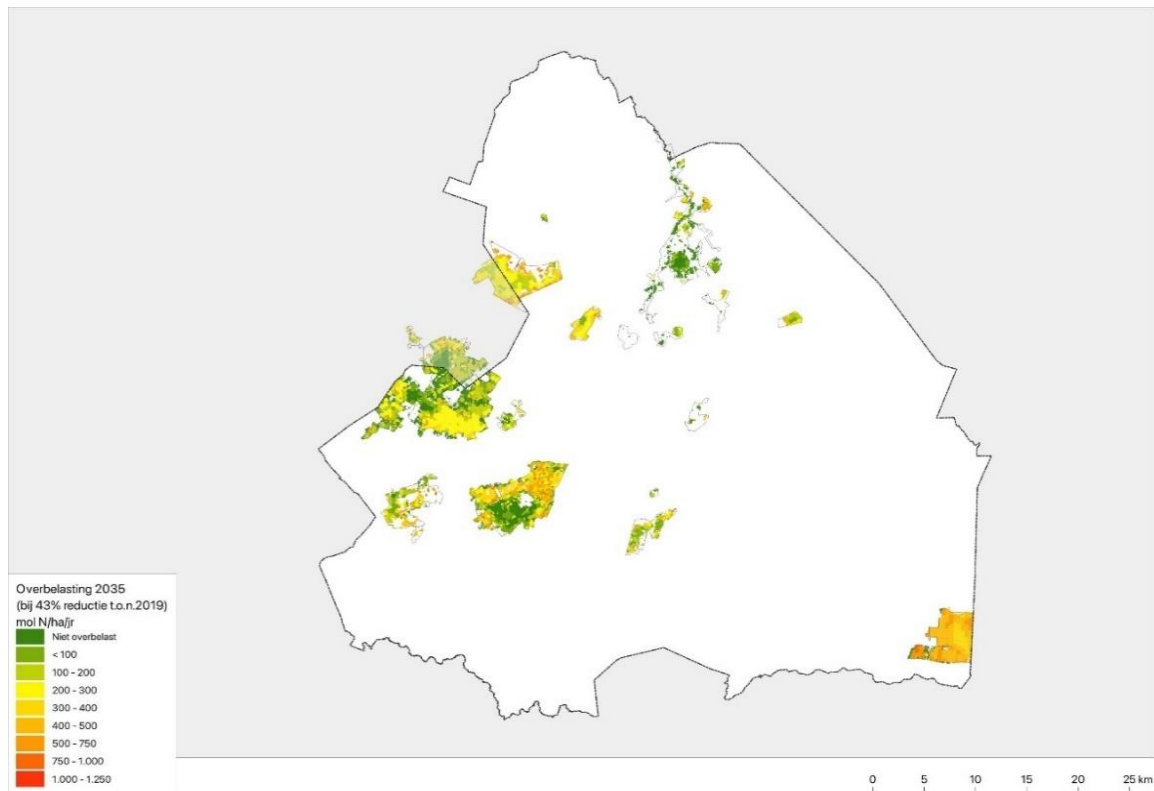 Overbelasting 2035
(bij 43% reductie t.o.n.2019)
mol N/ha/jr
Niet overbelast
< 100
100 - 200
200 - 300
300 - 400
400 - 500
500 - 750
750 - 1.000
1.000 - 1.250
0 5 10 15 20 25 km